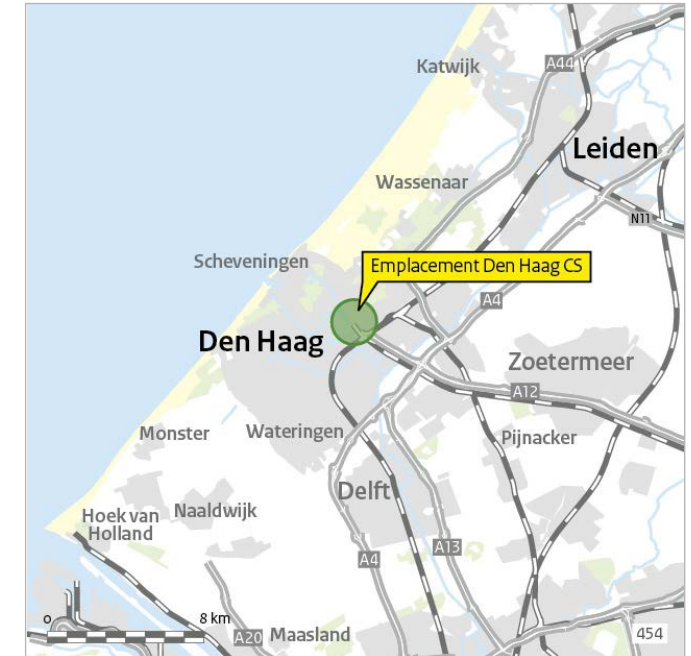 Katwijk
A44
Leiden
Wassenaar
N11
Scheveningen
Emplacement Den Haag CS
A4
Den Haag
Zoetermeer
A12
Monster
Wateringen
Pijnacker
Delft
Hoek van
Holland
Naaldwijk
A4
A13
0
8 km
A20
Maasland
454